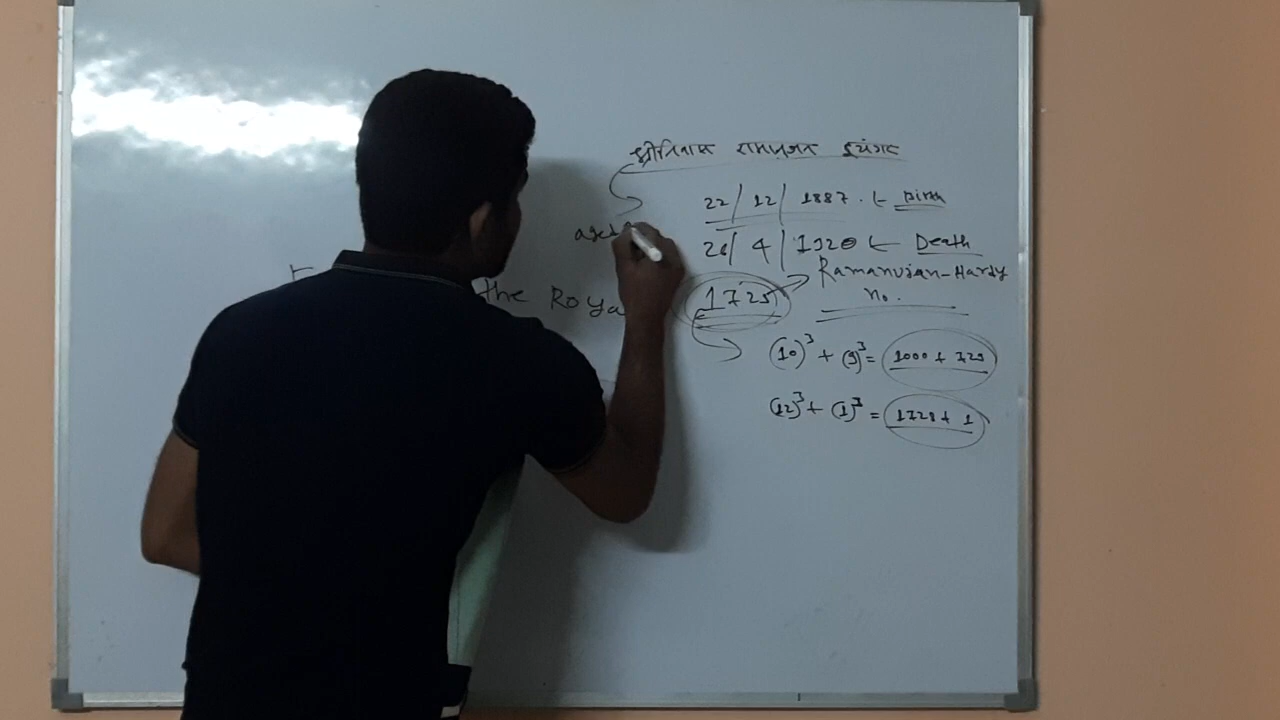 श्रीनिवास रामानुजन इयंगर
22/12/1887. ← Birth
26/4/1920 ← Death
Ramanujan-Hardy
no.
the Roya
1729
(10)³ + (9)³ = 1000 + 729
(12)³ + (1)³ = 1728 + 1